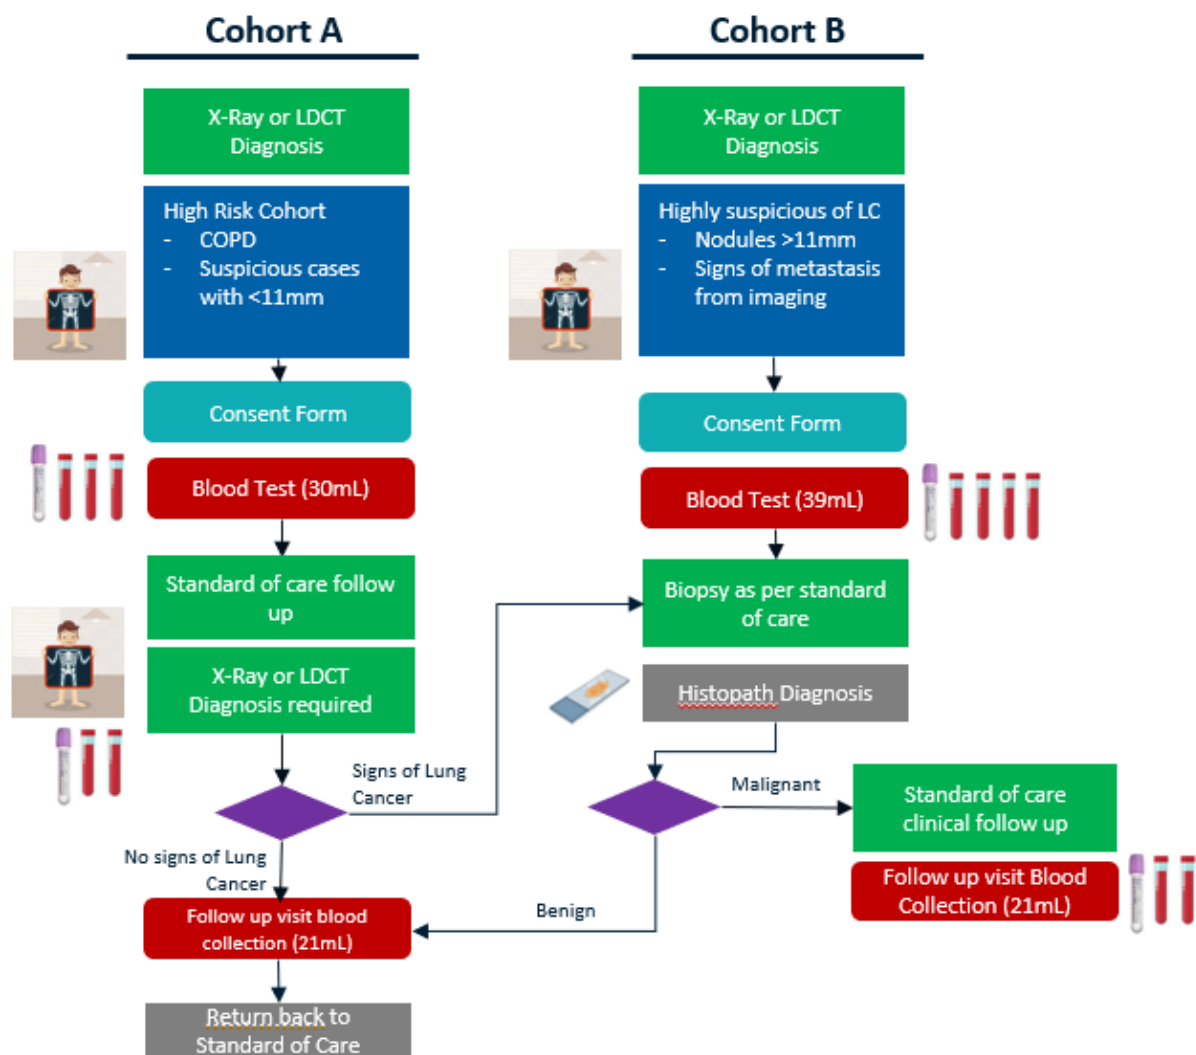 Cohort A
X-Ray or LDCT
Diagnosis
High Risk Cohort
- COPD
- Suspicious cases
with <11mm
Consent Form
Blood Test (30mL)
Standard of care follow
up
X-Ray or LDCT
Diagnosis required
Signs of Lung
Cancer
No signs of Lung
Cancer
Follow up visit blood
collection (21mL)
Return back to
Standard of Care
Cohort B
X-Ray or LDCT
Diagnosis
Highly suspicious of LC
- Nodules >11mm
- Signs of metastasis
from imaging
Consent Form
Blood Test (39mL)
Biopsy as per standard
of care
Histopath Diagnosis
Malignant
Benign
Standard of care
clinical follow up
Follow up visit Blood
Collection (21mL)